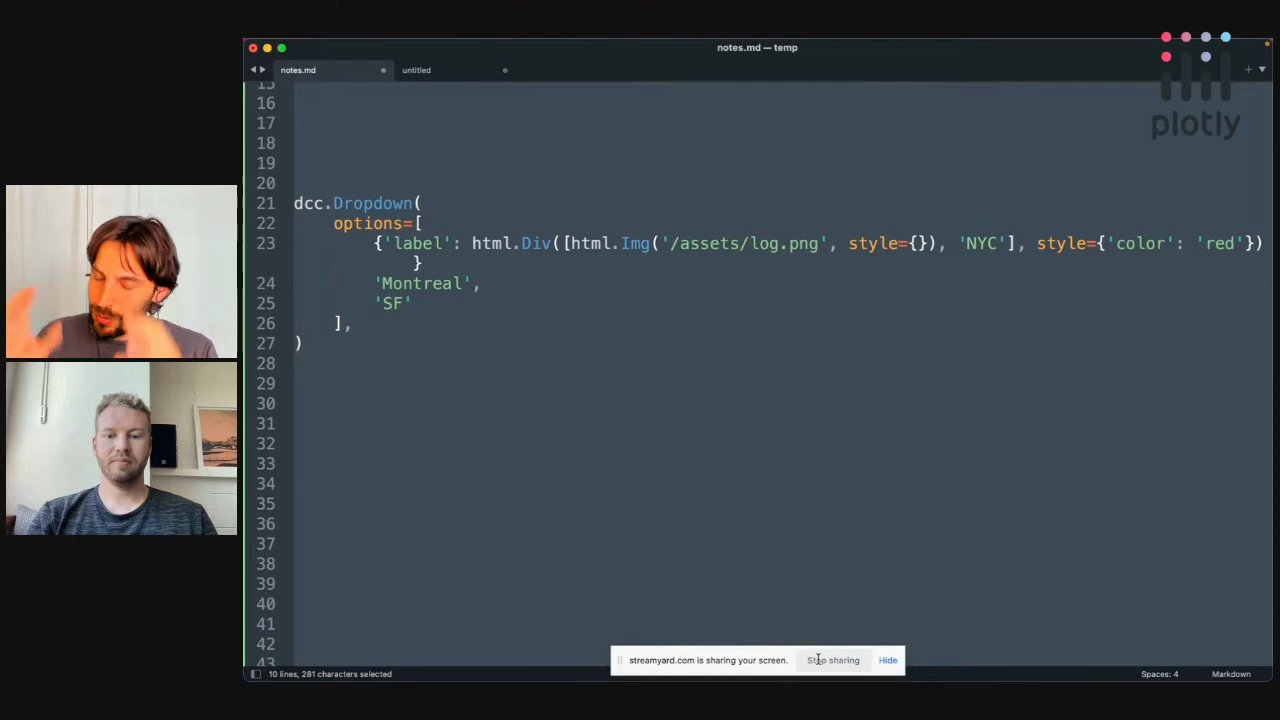 notes.md — temp
notes.md
untitled
plotly
15
16
17
18
19
20
21 dcc.Dropdown(
22 options=[
23 {'label': html.Div([html.Img('/assets/log.png', style={}), 'NYC'], style={'color': 'red'})
}
24 'Montreal',
25 'SF'
26 ],
27 )
28
29
30
31
32
33
34
35
36
37
38
39
40
41
42
43
streamyard.com is sharing your screen. Stop sharing Hide
10 lines, 281 characters selected
Spaces: 4
Markdown